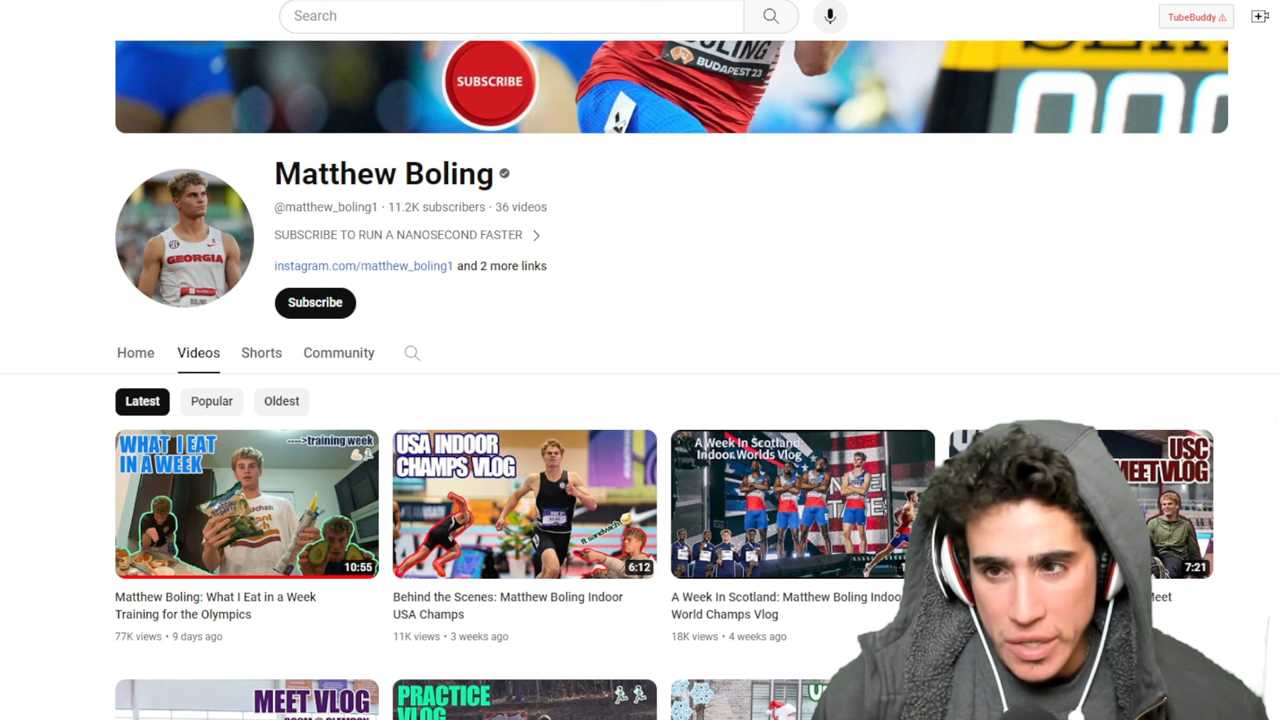 Search
TubeBuddy
SUBSCRIBE
BOLING
BUDAPEST 23
Matthew Boling
@matthew_boling1 · 11.2K subscribers · 36 videos
SUBSCRIBE TO RUN A NANOSECOND FASTER
instagram.com/matthew_boling1 and 2 more links
Subscribe
GEORGIA
Home Videos Shorts Community
Latest Popular Oldest
WHAT I EAT
IN A WEEK
--->training week
10:55
USA INDOOR
CHAMPS VLOG
ft sandwich
6:12
A Week In Scotland:
Indoor Worlds Vlog
USC
MEET VLOG
7:21
Matthew Boling: What I Eat in a Week
Training for the Olympics
77K views • 9 days ago
Behind the Scenes: Matthew Boling Indoor
USA Champs
11K views • 3 weeks ago
A Week In Scotland: Matthew Boling Indoor
World Champs Vlog
18K views • 4 weeks ago
Meet
MEET VLOG
PRACTICE
VLOG